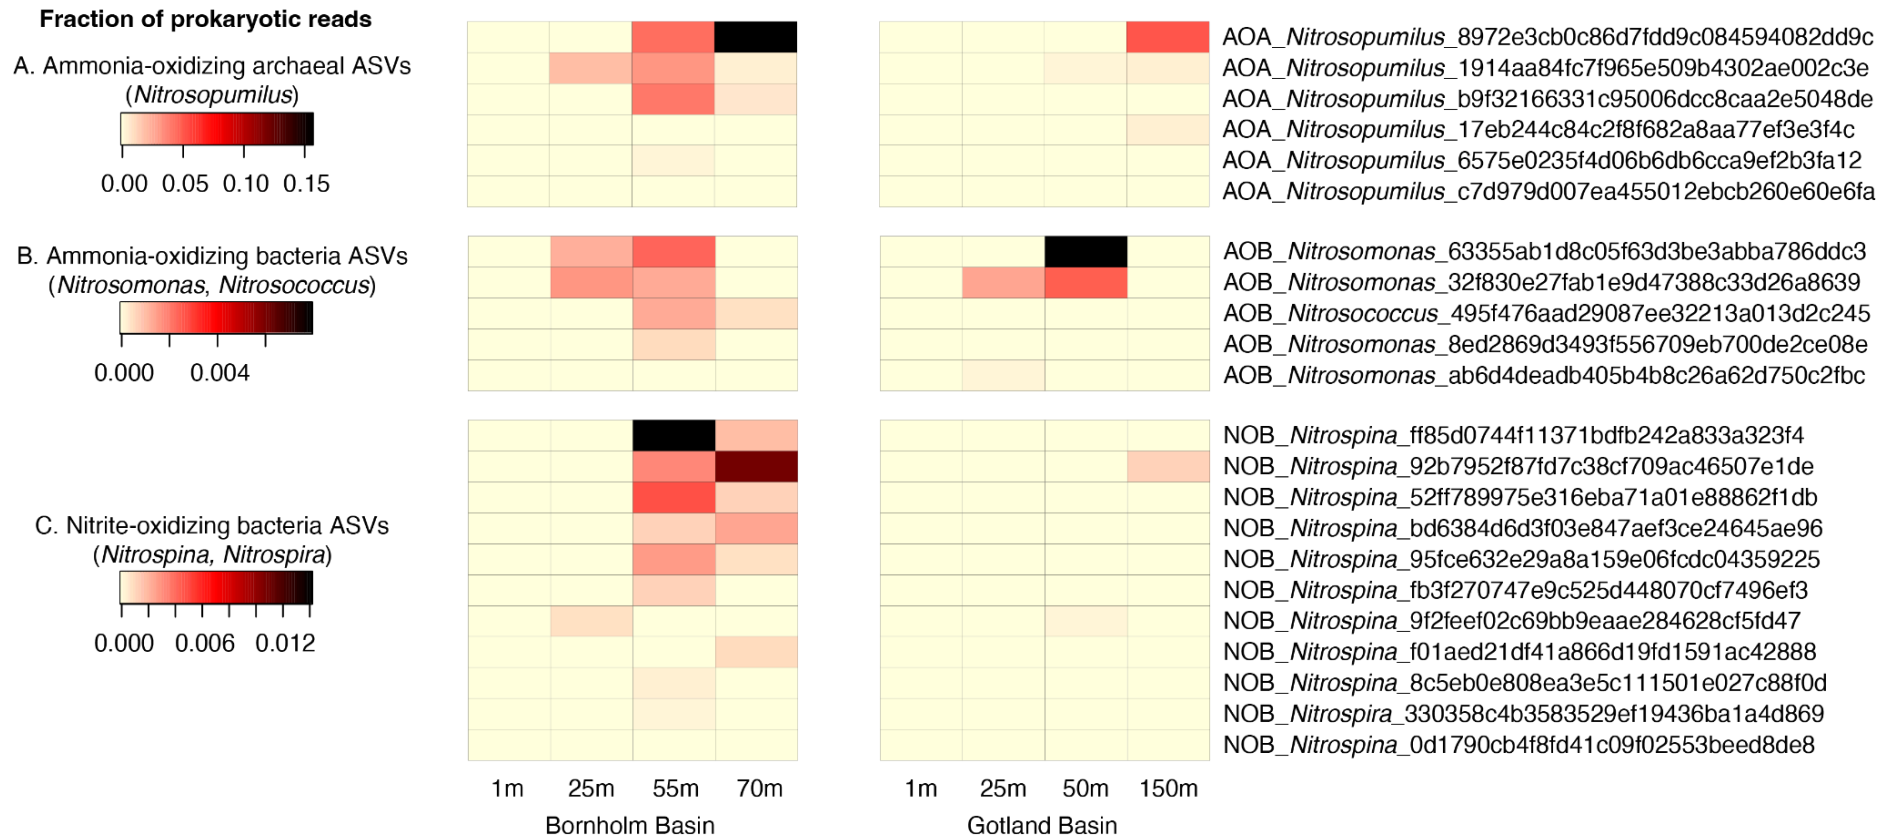 Fraction of prokaryotic reads
A. Ammonia-oxidizing archaeal ASVs
(Nitrosopumilus)
0.00 0.05 0.10 0.15
AOA_Nitrosopumilus_8972e3cb0c86d7fdd9c084594082dd9c
AOA_Nitrosopumilus_1914aa84fc7f965e509b4302ae002c3e
AOA_Nitrosopumilus_b9f32166331c95006dcc8caa2e5048de
AOA_Nitrosopumilus_17eb244c84c2f8f682a8aa77ef3e3f4c
AOA_Nitrosopumilus_6575e0235f4d06b6db6cca9ef2b3fa12
AOA_Nitrosopumilus_c7d979d007ea455012ebcb260e60e6fa
B. Ammonia-oxidizing bacteria ASVs
(Nitrosomonas, Nitrosococcus)
0.000 0.004
AOB_Nitrosomonas_63355ab1d8c05f63d3be3abba786ddc3
AOB_Nitrosomonas_32f830e27fab1e9d47388c33d26a8639
AOB_Nitrosococcus_495f476aad29087ee32213a013d2c245
AOB_Nitrosomonas_8ed2869d3493f556709eb700de2ce08e
AOB_Nitrosomonas_ab6d4deadb405b4b8c26a62d750c2fbc
C. Nitrite-oxidizing bacteria ASVs
(Nitrospina, Nitrospira)
0.000 0.006 0.012
NOB_Nitrospina_ff85d0744f11371bdfb242a833a323f4
NOB_Nitrospina_92b7952f87fd7c38cf709ac46507e1de
NOB_Nitrospina_52ff789975e316eba71a01e88862f1db
NOB_Nitrospina_bd6384d6d3f03e847aef3ce24645ae96
NOB_Nitrospina_95fce632e29a8a159e06fcdc04359225
NOB_Nitrospina_fb3f270747e9c525d448070cf7496ef3
NOB_Nitrospina_9f2feef02c69bb9eaae284628cf5fd47
NOB_Nitrospina_f01aed21df41a866d19fd1591ac42888
NOB_Nitrospina_8c5eb0e808ea3e5c111501e027c88f0d
NOB_Nitrospira_330358c4b3583529ef19436ba1a4d869
NOB_Nitrospina_0d1790cb4f8fd41c09f02553beed8de8
1m 25m 55m 70m
Bornholm Basin
1m 25m 50m 150m
Gotland Basin